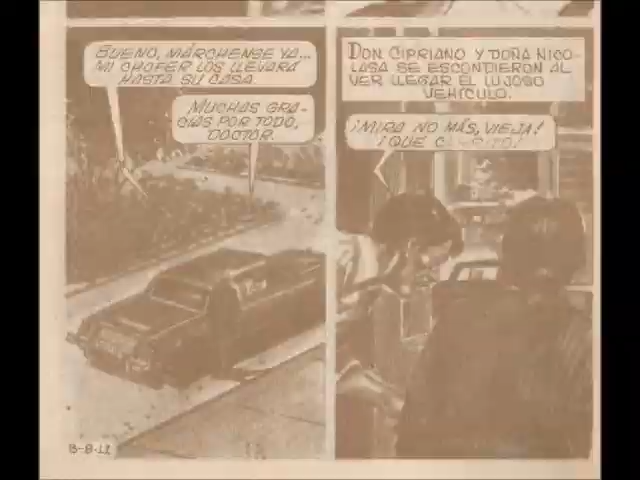 BUENO, MÁRCHENSE YA...
MI CHOFER LOS LLEVARÁ
HASTA SU CASA.
MUCHAS GRA-
CIAS POR TODO,
DOCTOR.
DON CIPRIANO Y DOÑA NICO-
LASA SE ESCONDIERON AL
VER LLEGAR EL LUJOSO
VEHÍCULO.
¡MIRA NO MÁS, VIEJA!
¡QUE